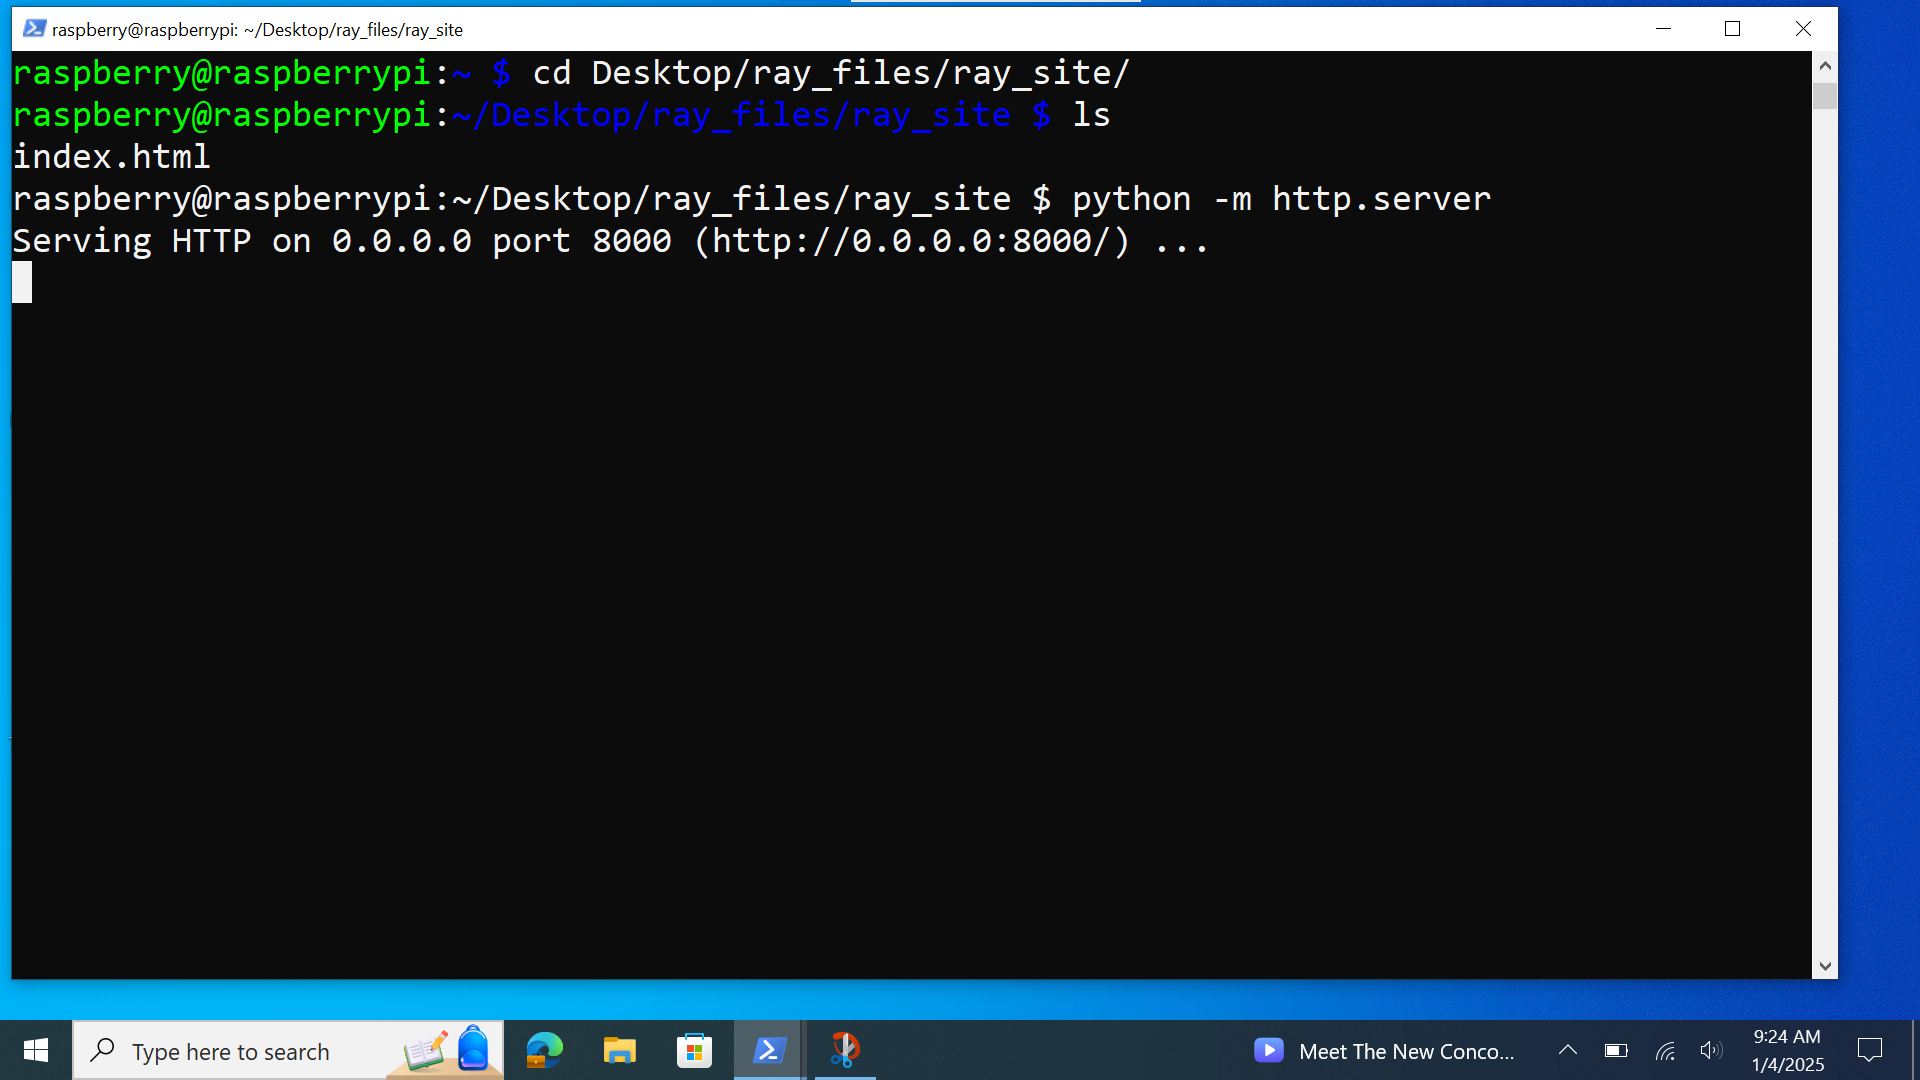 raspberry@raspberrypi: ~/Desktop/ray_files/ray_site
raspberry@raspberrypi:~ $ cd Desktop/ray_files/ray_site/
raspberry@raspberrypi:~/Desktop/ray_files/ray_site $ ls
index.html
raspberry@raspberrypi:~/Desktop/ray_files/ray_site $ python -m http.server
Serving HTTP on 0.0.0.0 port 8000 (http://0.0.0.0:8000/) ...
Type here to search
Meet The New Conco...
9:24 AM
1/4/2025